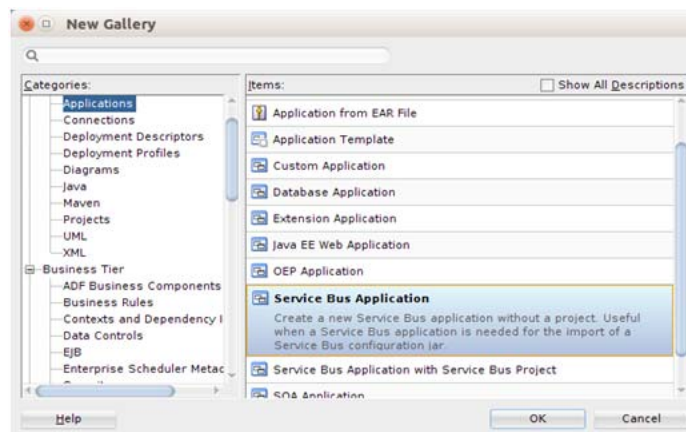 New Gallery
Categories:
Applications
Connections
Deployment Descriptors
Deployment Profiles
Diagrams
Java
Maven
Projects
UML
XML
Business Tier
ADF Business Components
Business Rules
Contexts and Dependency I
Data Controls
EJB
Enterprise Scheduler Metac
Items:
Show All Descriptions
Application from EAR File
Application Template
Custom Application
Database Application
Extension Application
Java EE Web Application
OEP Application
Service Bus Application
Create a new Service Bus application without a project. Useful
when a Service Bus application is needed for the import of a
Service Bus configuration jar.
Service Bus Application with Service Bus Project
SOA Application
Help
OK
Cancel